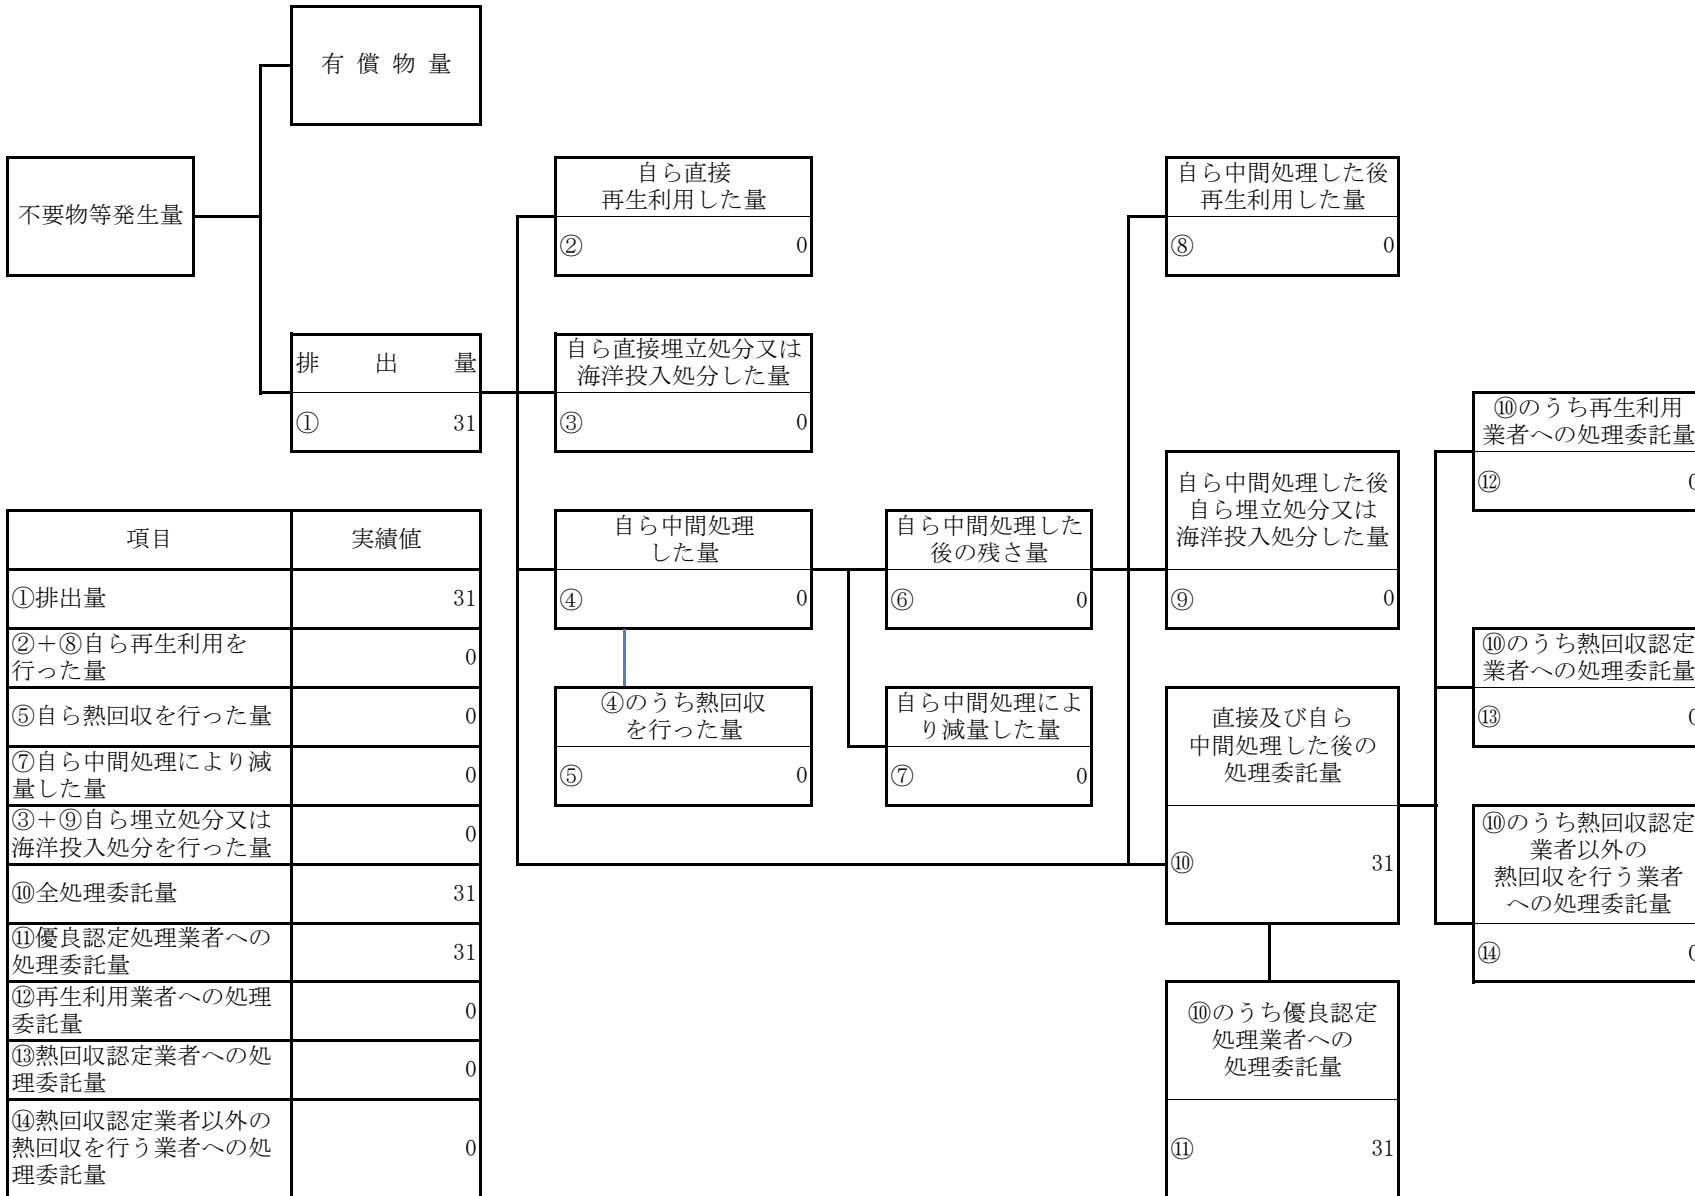 有償物量
不要物等発生量
自ら直接
再生利用した量
② 0
自ら中間処理した後
再生利用した量
⑧ 0
排出量
① 31
自ら直接埋立処分又は
海洋投入処分した量
③ 0
⑩のうち再生利用
業者への処理委託量
⑫ 0
自ら中間処理
した量
④ 0
自ら中間処理した
後の残さ量
⑥ 0
自ら中間処理した後
自ら埋立処分又は
海洋投入処分した量
⑨ 0
⑩のうち熱回収認定
業者への処理委託量
⑬ 0
④のうち熱回収
を行った量
⑤ 0
自ら中間処理によ
り減量した量
⑦ 0
直接及び自ら
中間処理した後の
処理委託量
⑩ 31
⑩のうち熱回収認定
業者以外の
熱回収を行う業者
への処理委託量
⑭ 0
⑩のうち優良認定
処理業者への
処理委託量
⑪ 31
項目 実績値
①排出量 31
②+⑧自ら再生利用を
行った量 0
⑤自ら熱回収を行った量 0
⑦自ら中間処理により減
量した量 0
③+⑨自ら埋立処分又は
海洋投入処分を行った量 0
⑩全処理委託量 31
⑪優良認定処理業者への
処理委託量 31
⑫再生利用業者への処理
委託量 0
⑬熱回収認定業者への処
理委託量 0
⑭熱回収認定業者以外の
熱回収を行う業者への処
理委託量 0